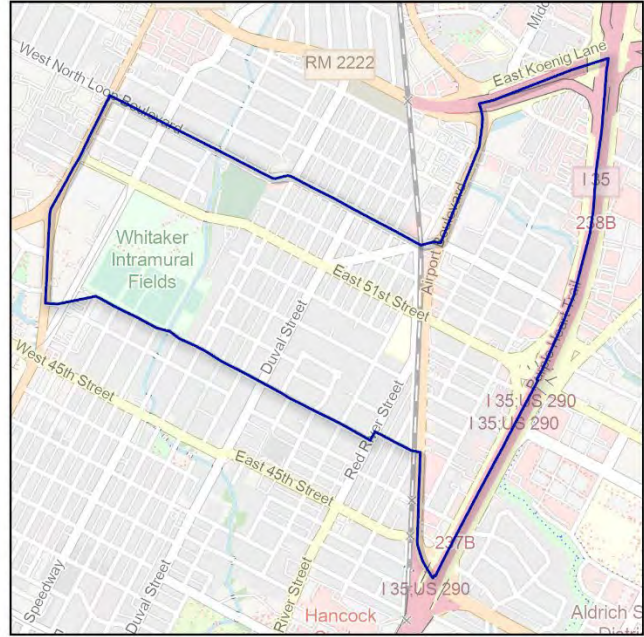 RM 2222
East Koenig Lane
West North Loop Boulevard
I 35
238B
Airport Boulevard
Whitaker
Intramural
Fields
East 51st Street
Duval Street
West 45th Street
I 35;US 290
I 35;US 290
Red River Street
East 45th Street
237B
I 35;US 290
Speedway
Duval Street
River Street
Hancock
Aldrich S